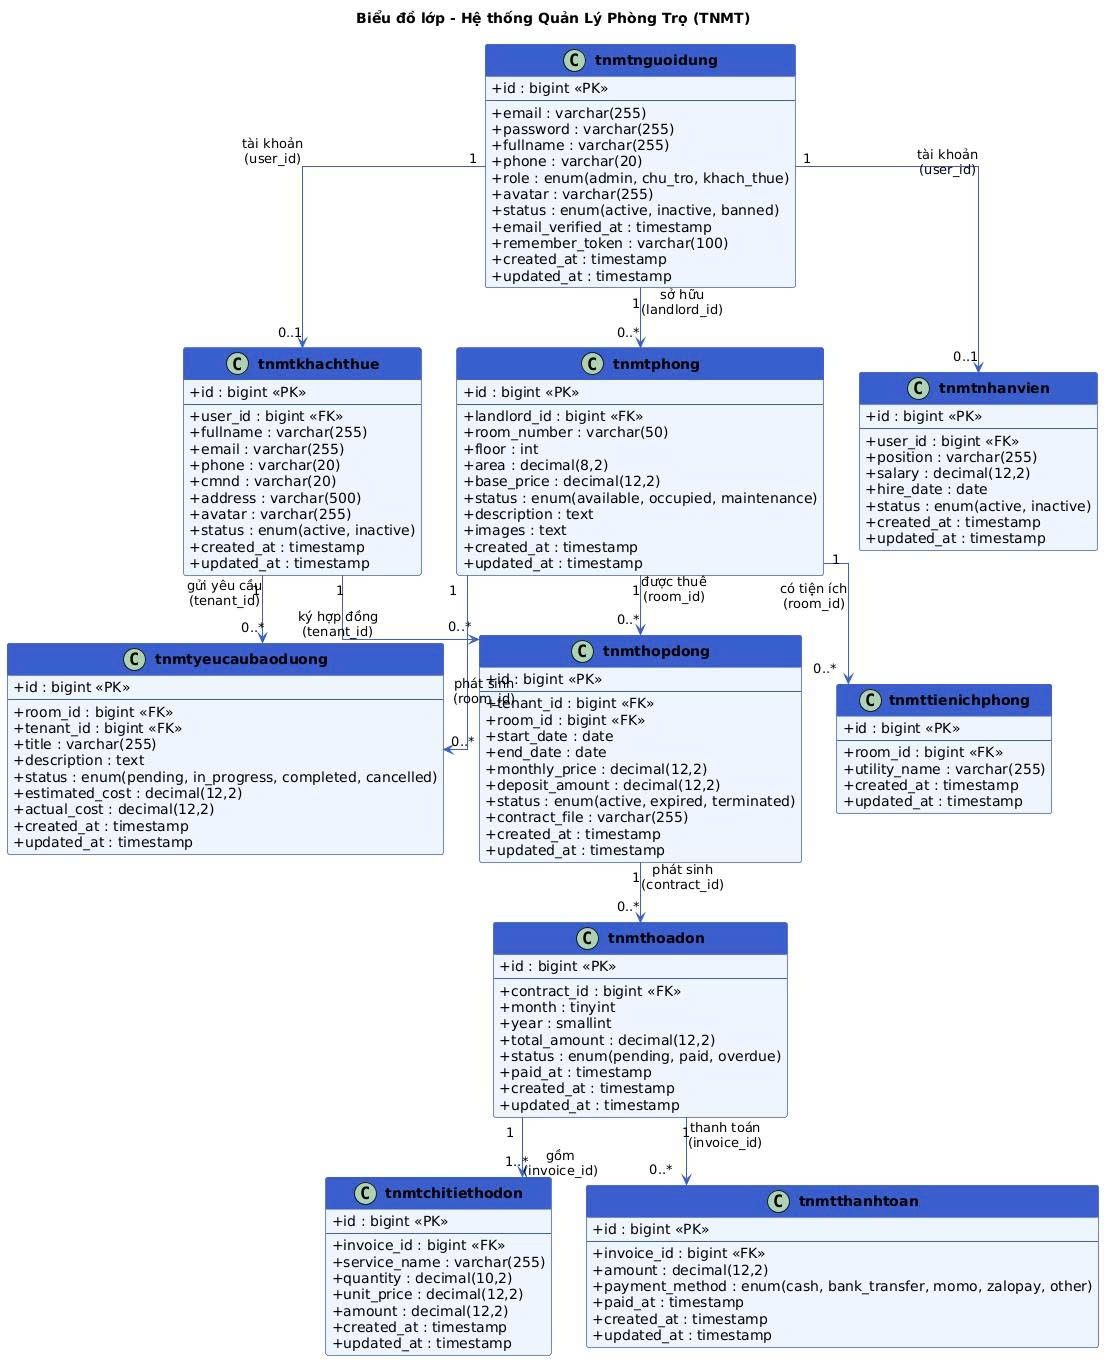 Biểu đồ lớp - Hệ thống Quản Lý Phòng Trọ (TNMT)
C tnmtnguoidung
+id : bigint «PK»
+email : varchar(255)
+password : varchar(255)
+fullname : varchar(255)
+phone : varchar(20)
+role : enum(admin, chu_tro, khach_thue)
+avatar : varchar(255)
+status : enum(active, inactive, banned)
+email_verified_at : timestamp
+remember_token : varchar(100)
+created_at : timestamp
+updated_at : timestamp
tài khoản
(user_id)
1
0..1
1
sở hữu
(landlord_id)
0..*
1
tài khoản
(user_id)
0..1
C tnmtkhachthue
+id : bigint «PK»
+user_id : bigint «FK»
+fullname : varchar(255)
+email : varchar(255)
+phone : varchar(20)
+cmnd : varchar(20)
+address : varchar(500)
+avatar : varchar(255)
+status : enum(active, inactive)
+created_at : timestamp
+updated_at : timestamp
C tnmtphong
+id : bigint «PK»
+landlord_id : bigint «FK»
+room_number : varchar(50)
+floor : int
+area : decimal(8,2)
+base_price : decimal(12,2)
+status : enum(available, occupied, maintenance)
+description : text
+images : text
+created_at : timestamp
+updated_at : timestamp
C tnmtnhanvien
+id : bigint «PK»
+user_id : bigint «FK»
+position : varchar(255)
+salary : decimal(12,2)
+hire_date : date
+status : enum(active, inactive)
+created_at : timestamp
+updated_at : timestamp
gửi yêu cầu
(tenant_id)
1
0..*
1
ký hợp đồng
(tenant_id)
0..*
1
phát sinh
(room_id)
0..*
1
được thuê
(room_id)
0..*
1
có tiện ích
(room_id)
0..*
C tnmtyeucaubaoduong
+id : bigint «PK»
+room_id : bigint «FK»
+tenant_id : bigint «FK»
+title : varchar(255)
+description : text
+status : enum(pending, in_progress, completed, cancelled)
+estimated_cost : decimal(12,2)
+actual_cost : decimal(12,2)
+created_at : timestamp
+updated_at : timestamp
C tnmthopdong
+id : bigint «PK»
+tenant_id : bigint «FK»
+room_id : bigint «FK»
+start_date : date
+end_date : date
+monthly_price : decimal(12,2)
+deposit_amount : decimal(12,2)
+status : enum(active, expired, terminated)
+contract_file : varchar(255)
+created_at : timestamp
+updated_at : timestamp
C tnmttienichphong
+id : bigint «PK»
+room_id : bigint «FK»
+utility_name : varchar(255)
+created_at : timestamp
+updated_at : timestamp
1
phát sinh
(contract_id)
0..*
C tnmthoadon
+id : bigint «PK»
+contract_id : bigint «FK»
+month : tinyint
+year : smallint
+total_amount : decimal(12,2)
+status : enum(pending, paid, overdue)
+paid_at : timestamp
+created_at : timestamp
+updated_at : timestamp
1
gồm
(invoice_id)
1..*
1
thanh toán
(invoice_id)
0..*
C tnmtchitiethodon
+id : bigint «PK»
+invoice_id : bigint «FK»
+service_name : varchar(255)
+quantity : decimal(10,2)
+unit_price : decimal(12,2)
+amount : decimal(12,2)
+created_at : timestamp
+updated_at : timestamp
C tnmtthanhtoan
+id : bigint «PK»
+invoice_id : bigint «FK»
+amount : decimal(12,2)
+payment_method : enum(cash, bank_transfer, momo, zalopay, other)
+paid_at : timestamp
+created_at : timestamp
+updated_at : timestamp